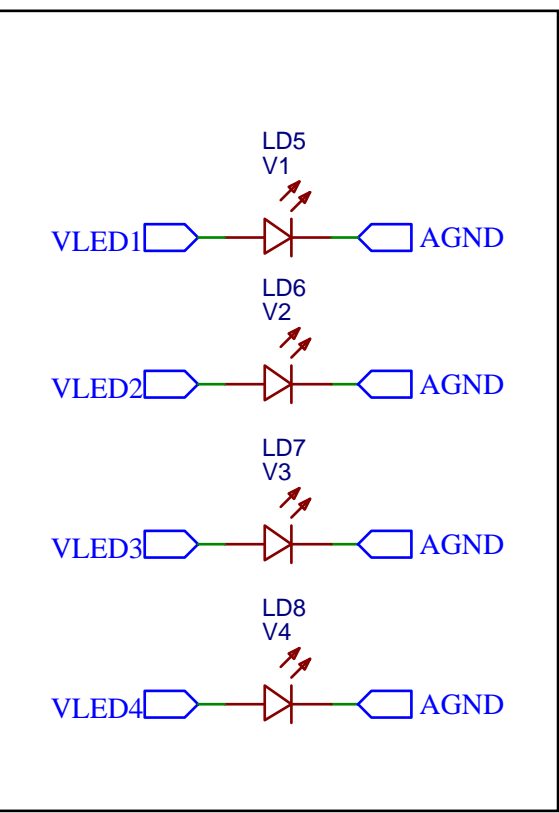 LD5
V1
VLED1
AGND
LD6
V2
VLED2
AGND
LD7
V3
VLED3
AGND
LD8
V4
VLED4
AGND